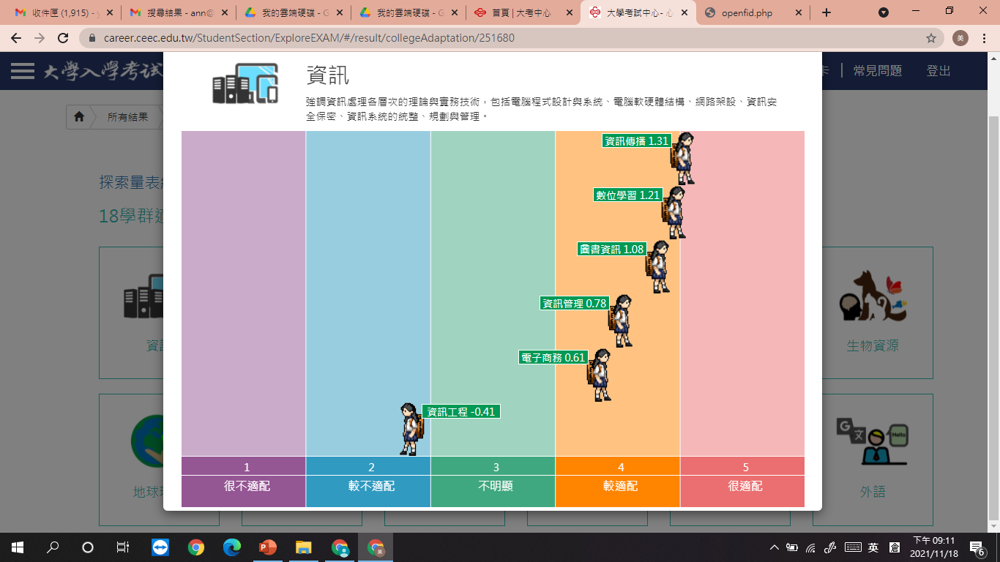 收件匣 (1,915) - y
搜尋結果 - ann@
我的雲端硬碟 - G
我的雲端硬碟 - G
首頁 | 大考中心
大學考試中心- 心
openfid.php
career.ceec.edu.tw/StudentSection/ExploreEXAM/#/result/collegeAdaptation/251680
美
大學入學考試
卡
常見問題
登出
所有結果
探索量表
18學群適
資訊
強調資訊處理各層次的理論與實務技術，包括電腦程式設計與系統、電腦軟硬體結構、網路架設、資訊安
全保密、資訊系統的統整、規劃與管理。
資訊傳播 1.31
數位學習 1.21
圖書資訊 1.08
資訊管理 0.78
電子商務 0.61
資訊工程 -0.41
1
2
3
4
5
很不適配
較不適配
不明顯
較適配
很適配
資
生物資源
地球
G
文
Hello
外語
英
下午 09:11
2021/11/18
6